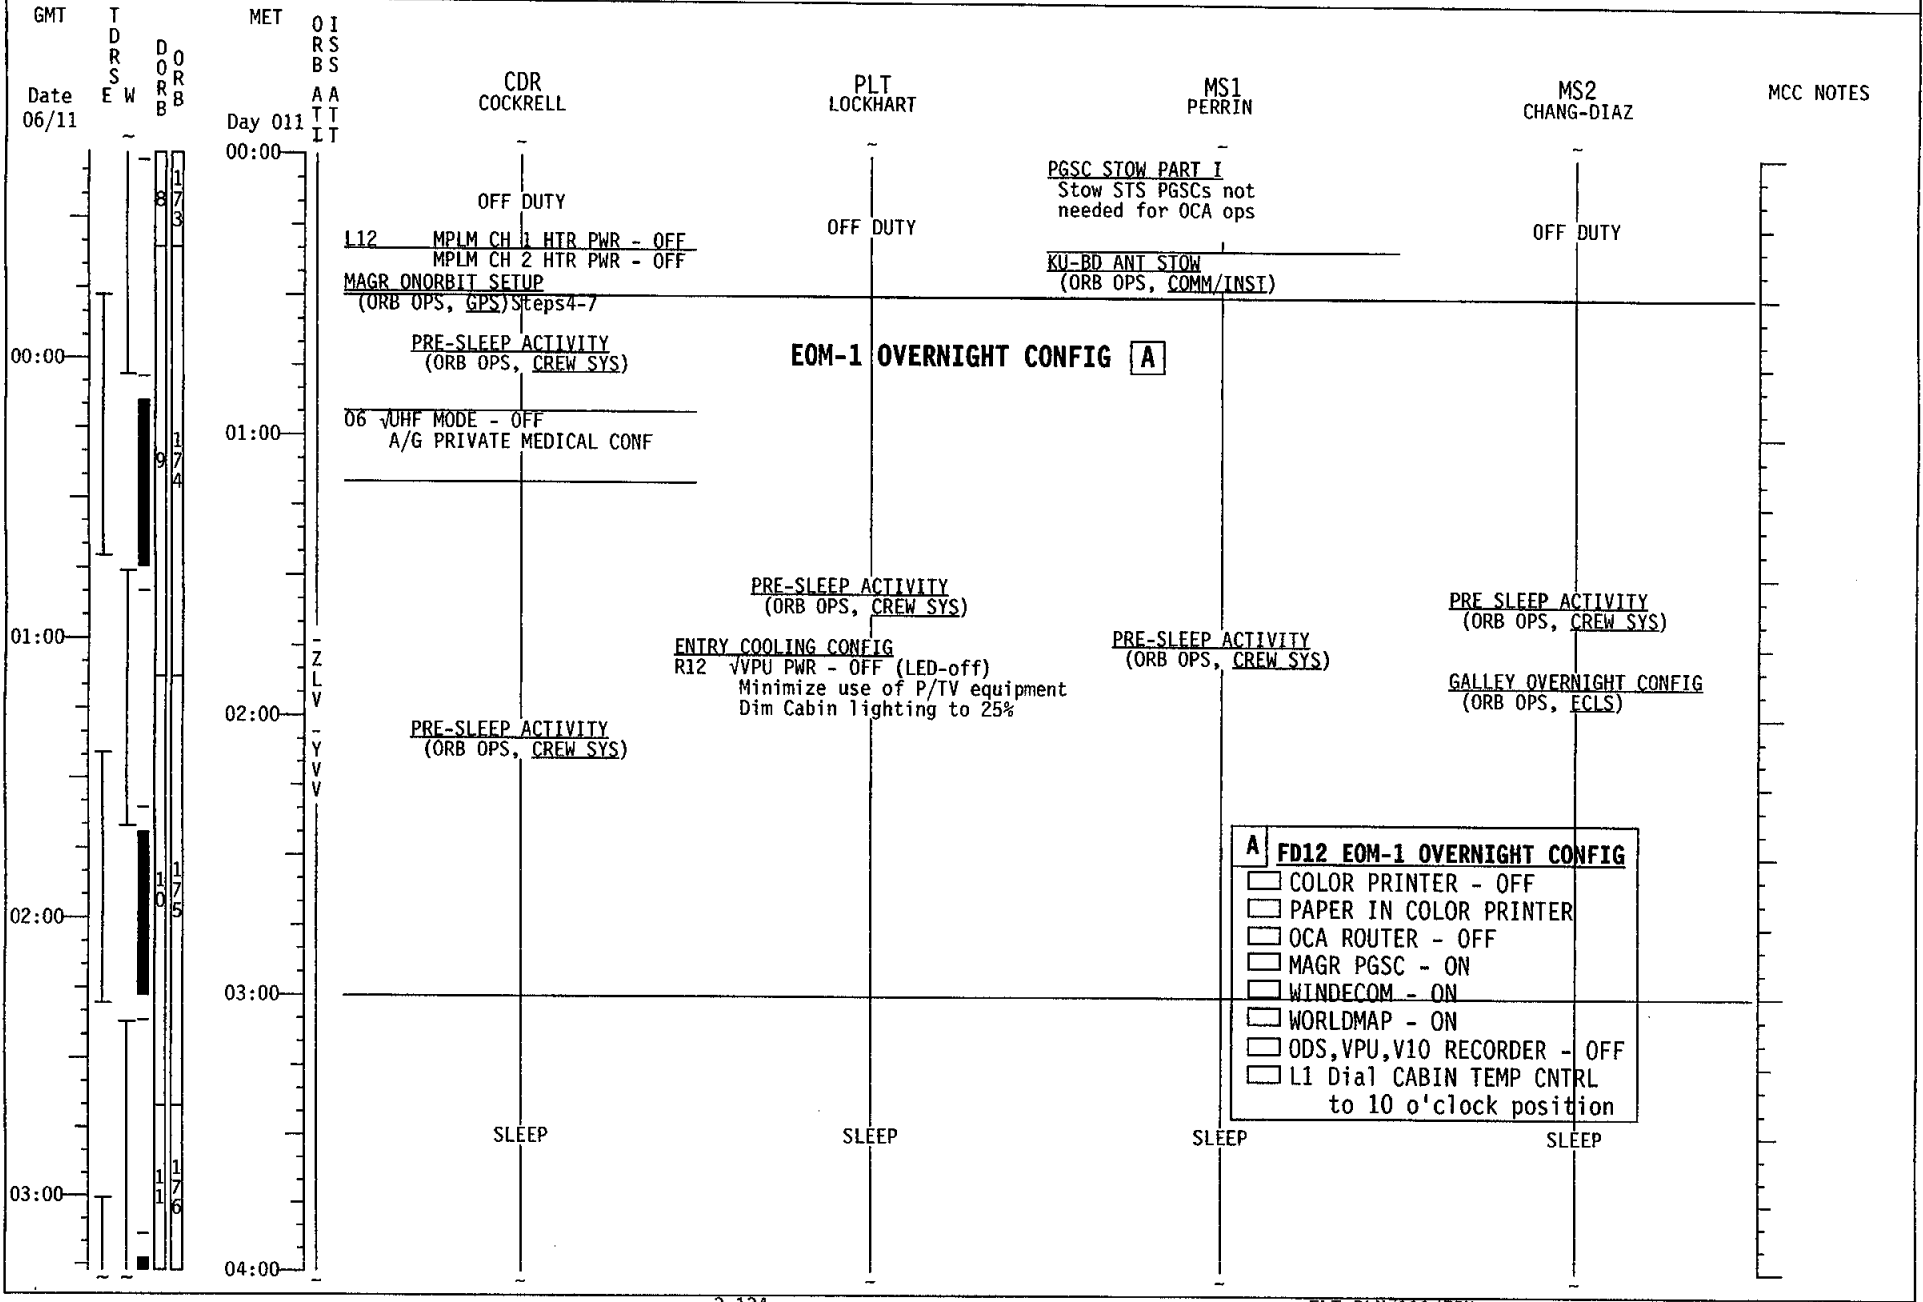 GMT
TDRS
E W
DORB
ORB
MET
ORB ATT
ISS ATT
Date
06/11
Day 011
CDR
COCKRELL
PLT
LOCKHART
MS1
PERRIN
MS2
CHANG-DIAZ
MCC NOTES
00:00
8
173
OFF DUTY
L12 MPLM CH 1 HTR PWR - OFF
MPLM CH 2 HTR PWR - OFF
MAGR ONORBIT SETUP
(ORB OPS, GPS)Steps4-7
OFF DUTY
PGSC STOW PART I
Stow STS PGSCs not
needed for OCA ops
KU-BD ANT STOW
(ORB OPS, COMM/INST)
OFF DUTY
00:00
PRE-SLEEP ACTIVITY
(ORB OPS, CREW SYS)
EOM-1 OVERNIGHT CONFIG A
01:00
9
174
06 √UHF MODE - OFF
A/G PRIVATE MEDICAL CONF
01:00
-ZLV -YVV
PRE-SLEEP ACTIVITY
(ORB OPS, CREW SYS)
ENTRY COOLING CONFIG
R12 √VPU PWR - OFF (LED-off)
Minimize use of P/TV equipment
Dim Cabin lighting to 25%
PRE-SLEEP ACTIVITY
(ORB OPS, CREW SYS)
PRE SLEEP ACTIVITY
(ORB OPS, CREW SYS)
GALLEY OVERNIGHT CONFIG
(ORB OPS, ECLS)
02:00
PRE-SLEEP ACTIVITY
(ORB OPS, CREW SYS)
02:00
10
175
A FD12 EOM-1 OVERNIGHT CONFIG
COLOR PRINTER - OFF
PAPER IN COLOR PRINTER
OCA ROUTER - OFF
MAGR PGSC - ON
WINDECOM - ON
WORLDMAP - ON
ODS,VPU,V10 RECORDER - OFF
L1 Dial CABIN TEMP CNTRL
to 10 o'clock position
03:00
SLEEP
SLEEP
SLEEP
SLEEP
03:00
11
176
04:00